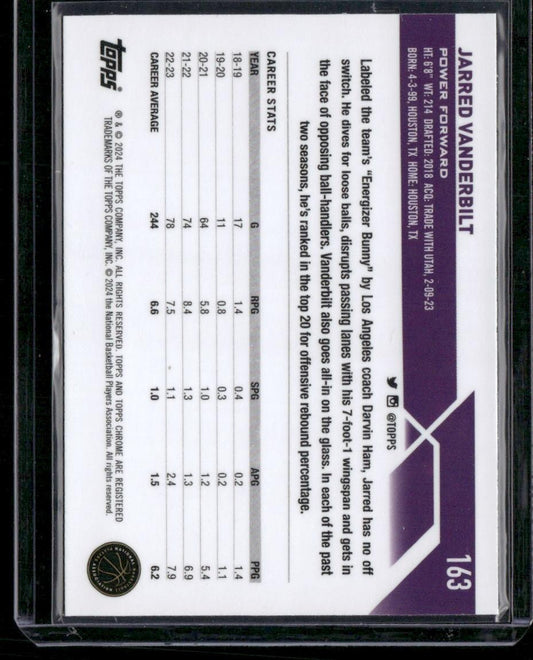 JARRED VANDERBILT
163
POWER FORWARD
HT: 6'8" WT: 214 DRAFTED: 2018 ACQ: TRADE WITH UTAH, 2-09-23
BORN: 4-3-99, HOUSTON, TX HOME: HOUSTON, TX
@TOPPS
Labeled the team's "Energizer Bunny" by Los Angeles coach Darvin Ham, Jarred has no off
switch. He dives for loose balls, disrupts passing lanes with his 7-foot-1 wingspan and gets in
the face of opposing ball-handlers. Vanderbilt also goes all-in on the glass. In each of the past
two seasons, he's ranked in the top 20 for offensive rebound percentage.
CAREER STATS
YEAR G RPG SPG APG PPG
18-19 17 1.4 0.4 0.2 1.4
19-20 11 0.8 0.3 0.2 1.1
20-21 64 5.8 1.0 1.2 5.4
21-22 74 8.4 1.3 1.3 6.9
22-23 78 7.5 1.1 2.4 7.9
CAREER AVERAGE 244 6.6 1.0 1.5 6.2
topps
® & © 2024 THE TOPPS COMPANY, INC. ALL RIGHTS RESERVED. TOPPS AND TOPPS CHROME ARE REGISTERED
TRADEMARKS OF THE TOPPS COMPANY, INC. © 2024 the National Basketball Players Association. All rights reserved.